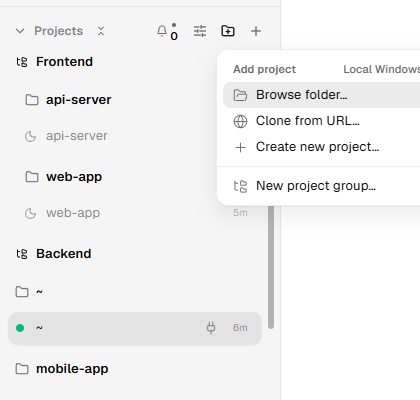 Projects
0
Frontend
api-server
api-server
web-app
web-app
5m
Backend
~
~
6m
mobile-app
Add project
Local Windows
Browse folder...
Clone from URL...
Create new project...
New project group...